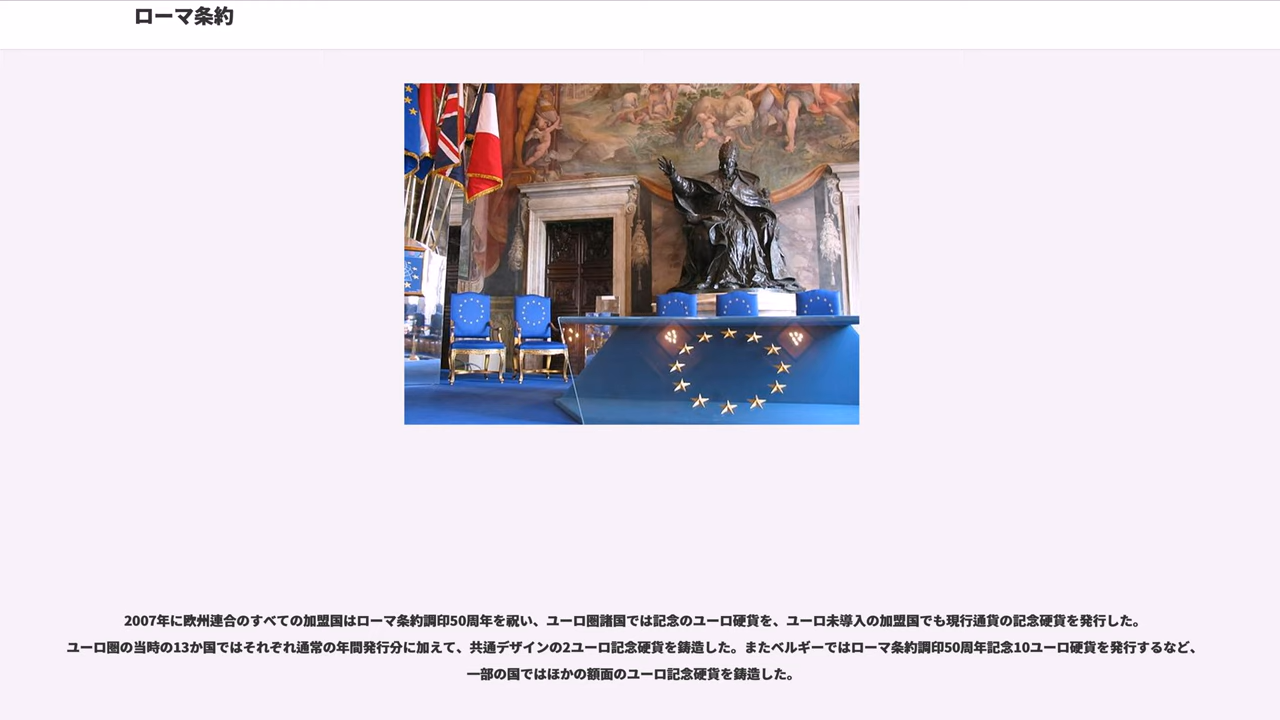 ローマ条約
2007年に欧州連合のすべての加盟国はローマ条約調印50周年を祝い、ユーロ圏諸国では記念のユーロ硬貨を、ユーロ未導入の加盟国でも現行通貨の記念硬貨を発行した。
ユーロ圏の当時の13か国ではそれぞれ通常の年間発行分に加えて、共通デザインの2ユーロ記念硬貨を鋳造した。またベルギーではローマ条約調印50周年記念10ユーロ硬貨を発行するなど、
一部の国ではほかの額面のユーロ記念硬貨を鋳造した。